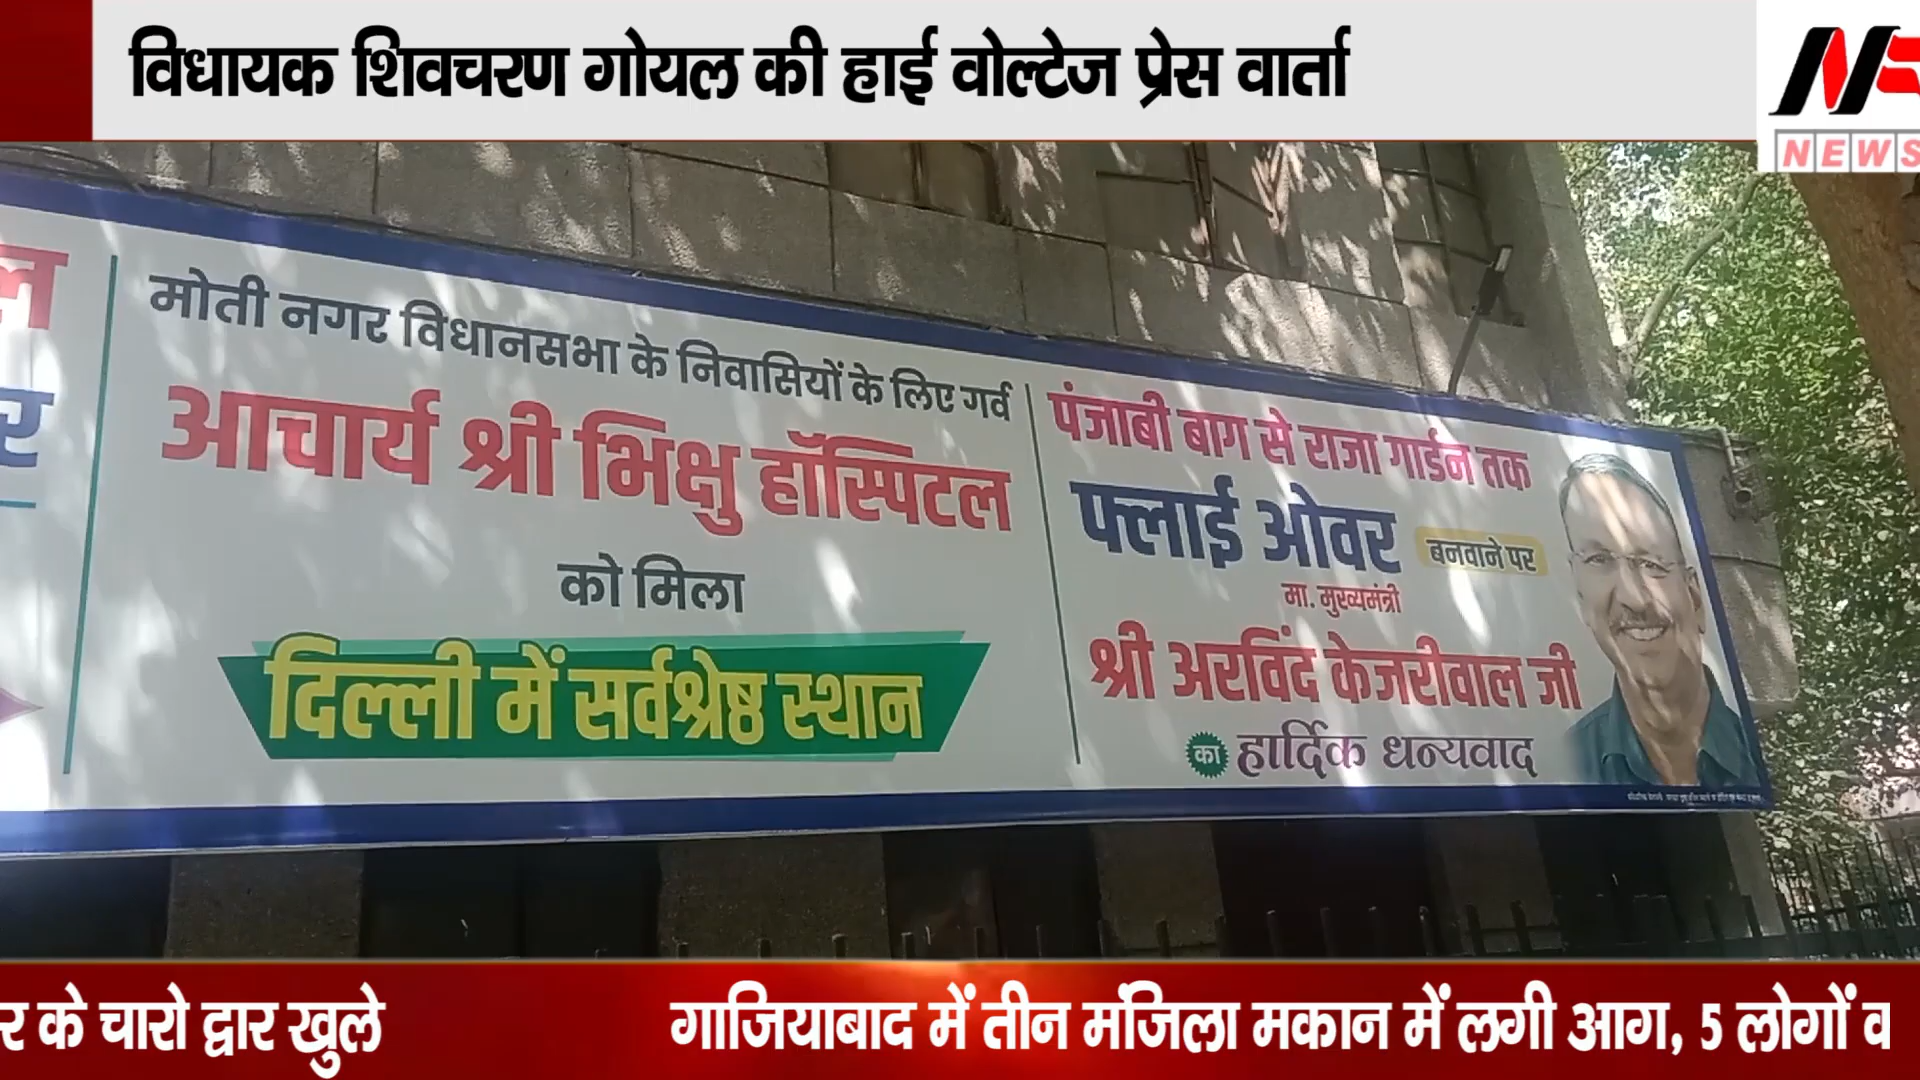 विधायक शिवचरण गोयल की हाई वोल्टेज प्रेस वार्ता
NEWS
मोती नगर विधानसभा के निवासियों के लिए गर्व
आचार्य श्री भिक्षु हॉस्पिटल
को मिला
दिल्ली में सर्वश्रेष्ठ स्थान
पंजाबी बाग से राजा गार्डन तक
फ्लाई ओवर बनवाने पर
मा. मुख्यमंत्री
श्री अरविंद केजरीवाल जी
का हार्दिक धन्यवाद
र के चारो द्वार खुले
गाजियाबाद में तीन मंजिला मकान में लगी आग, 5 लोगों